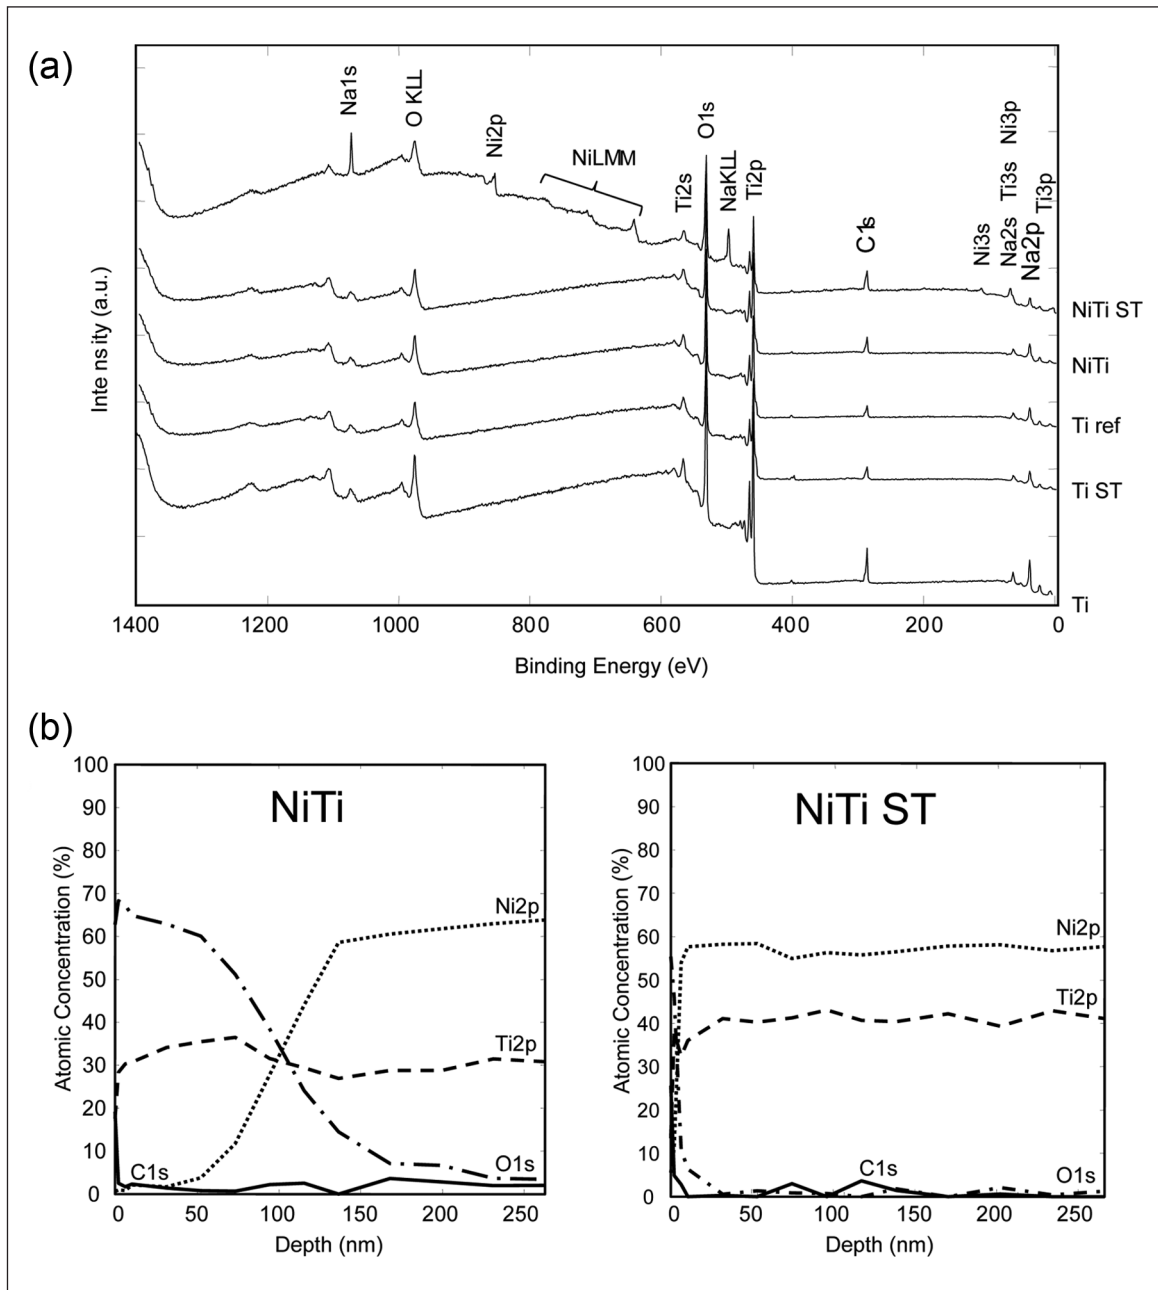 (a)
Na1s
O KLL
Ni2p
NiLMM
Ti2s
O1s
NaKLL
Ti2p
C1s
Ni3s
Na2s Ti3s Ni3p
Na2p
Ti3p
NiTi ST
NiTi
Ti ref
Ti ST
Ti
Intensity (a.u.)
1400 1200 1000 800 600 400 200 0
Binding Energy (eV)
(b)
NiTi
Atomic Concentration (%)
100
90
80
70
60
50
40
30
20
10
0
Ni2p
Ti2p
C1s
O1s
0 50 100 150 200 250
Depth (nm)
NiTi ST
Atomic Concentration (%)
100
90
80
70
60
50
40
30
20
10
0
Ni2p
Ti2p
C1s
O1s
0 50 100 150 200 250
Depth (nm)